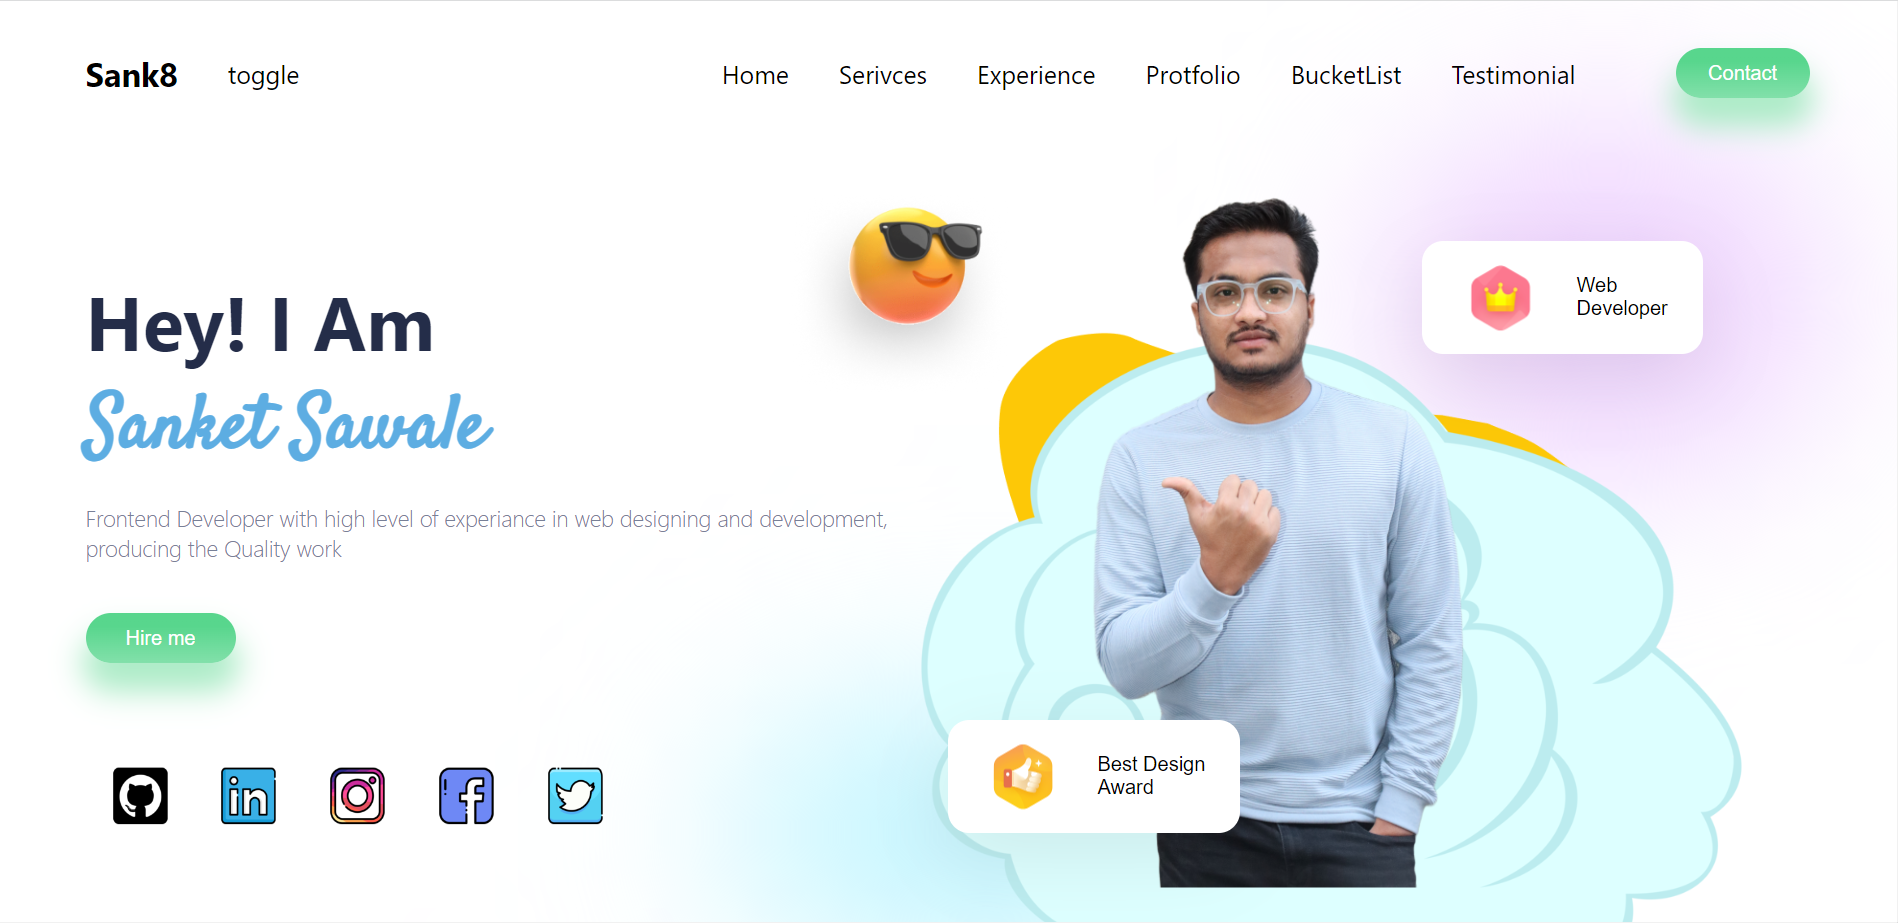 Sank8 toggle Home Serivces Experience Protfolio BucketList Testimonial Contact
Hey! I Am
Sanket Sawale
Frontend Developer with high level of experiance in web designing and development,
producing the Quality work
Hire me
Web
Developer
Best Design
Award
in